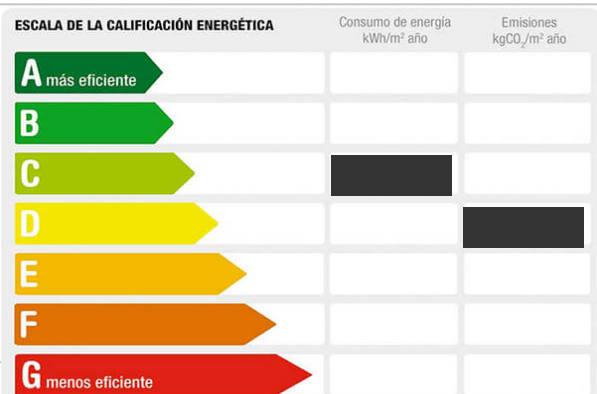 ESCALA DE LA CALIFICACIÓN ENERGÉTICA
Consumo de energía
kWh/m² año
Emisiones
kgCO₂/m² año
A más eficiente
B
C
D
E
F
G menos eficiente